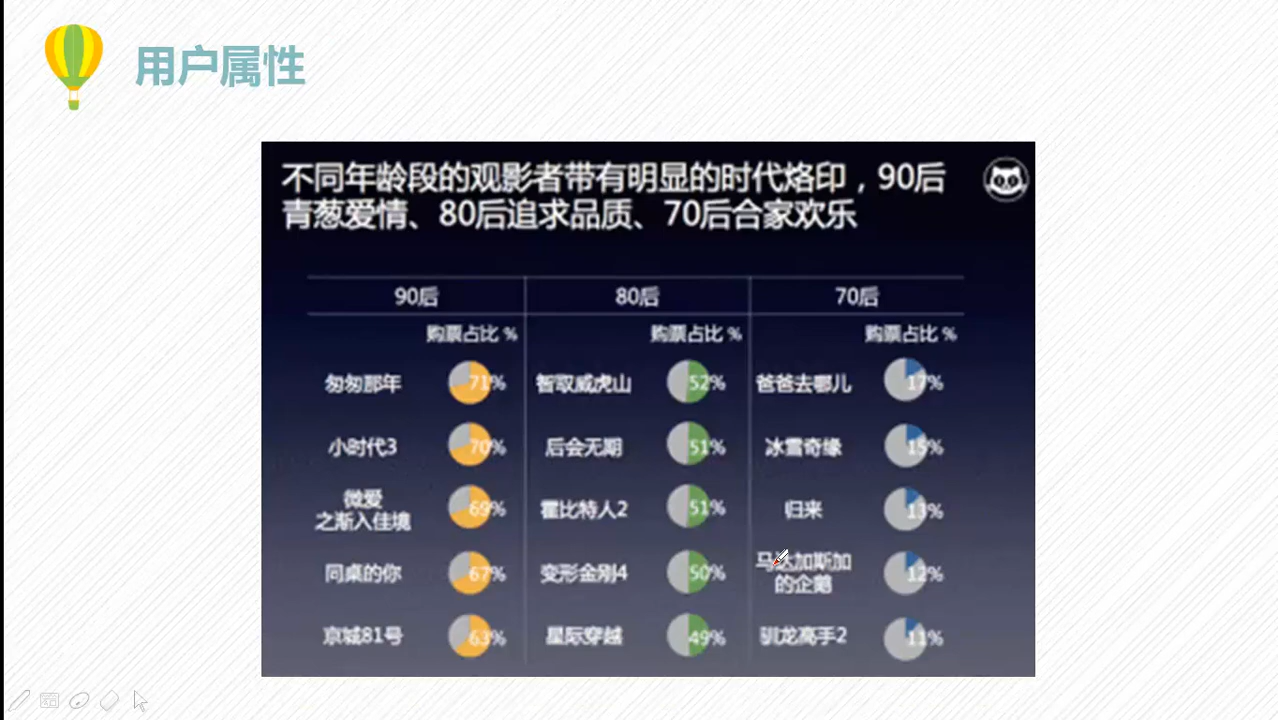 用户属性
不同年龄段的观影者带有明显的时代烙印，90后
青葱爱情、80后追求品质、70后合家欢乐
90后 80后 70后
购票占比 % 购票占比 % 购票占比 %
匆匆那年 71% 智取威虎山 52% 爸爸去哪儿 17%
小时代3 70% 后会无期 51% 冰雪奇缘 15%
微爱
之渐入佳境 69% 霍比特人2 51% 归来 13%
同桌的你 67% 变形金刚4 50% 马达加斯加
的企鹅 12%
京城81号 63% 星际穿越 49% 驯龙高手2 11%